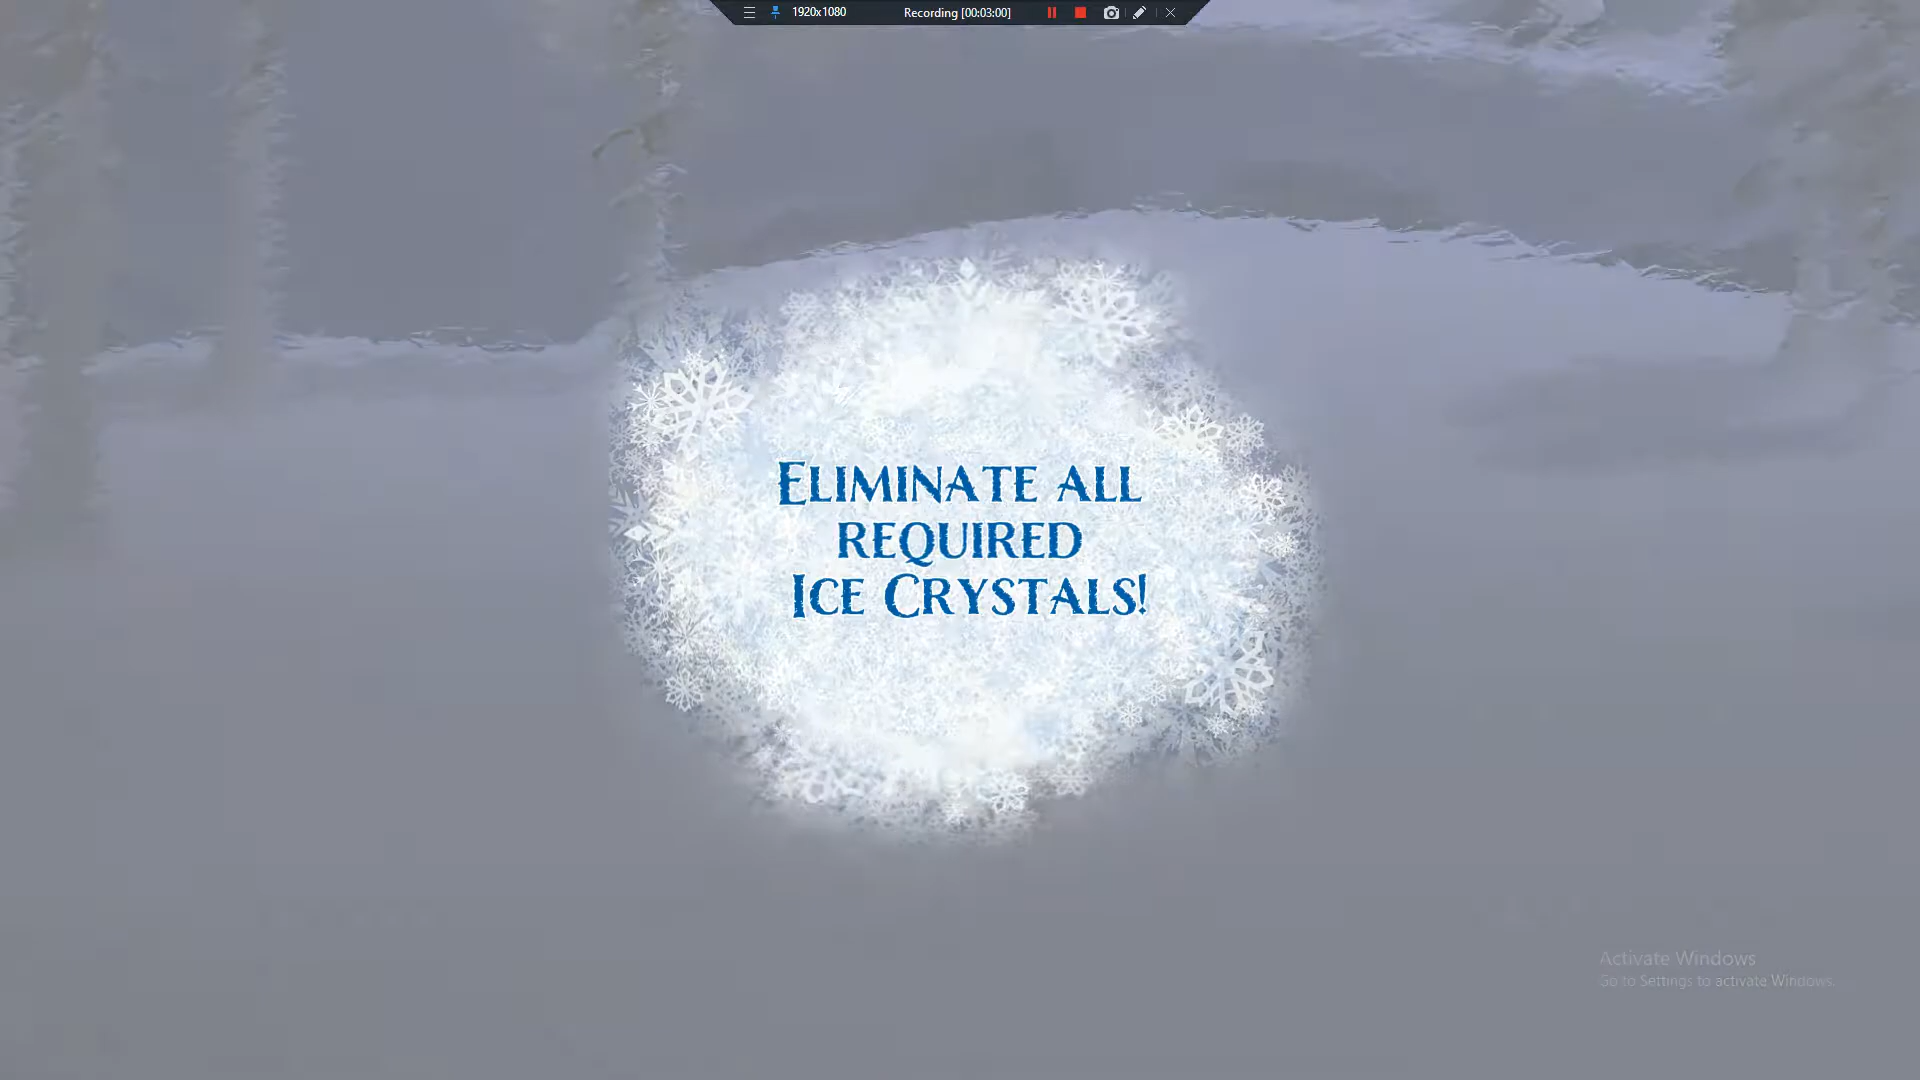 1920x1080
Recording [00:03:00]
ELIMINATE ALL
REQUIRED
ICE CRYSTALS!
Activate Windows
Go to Settings to activate Windows.